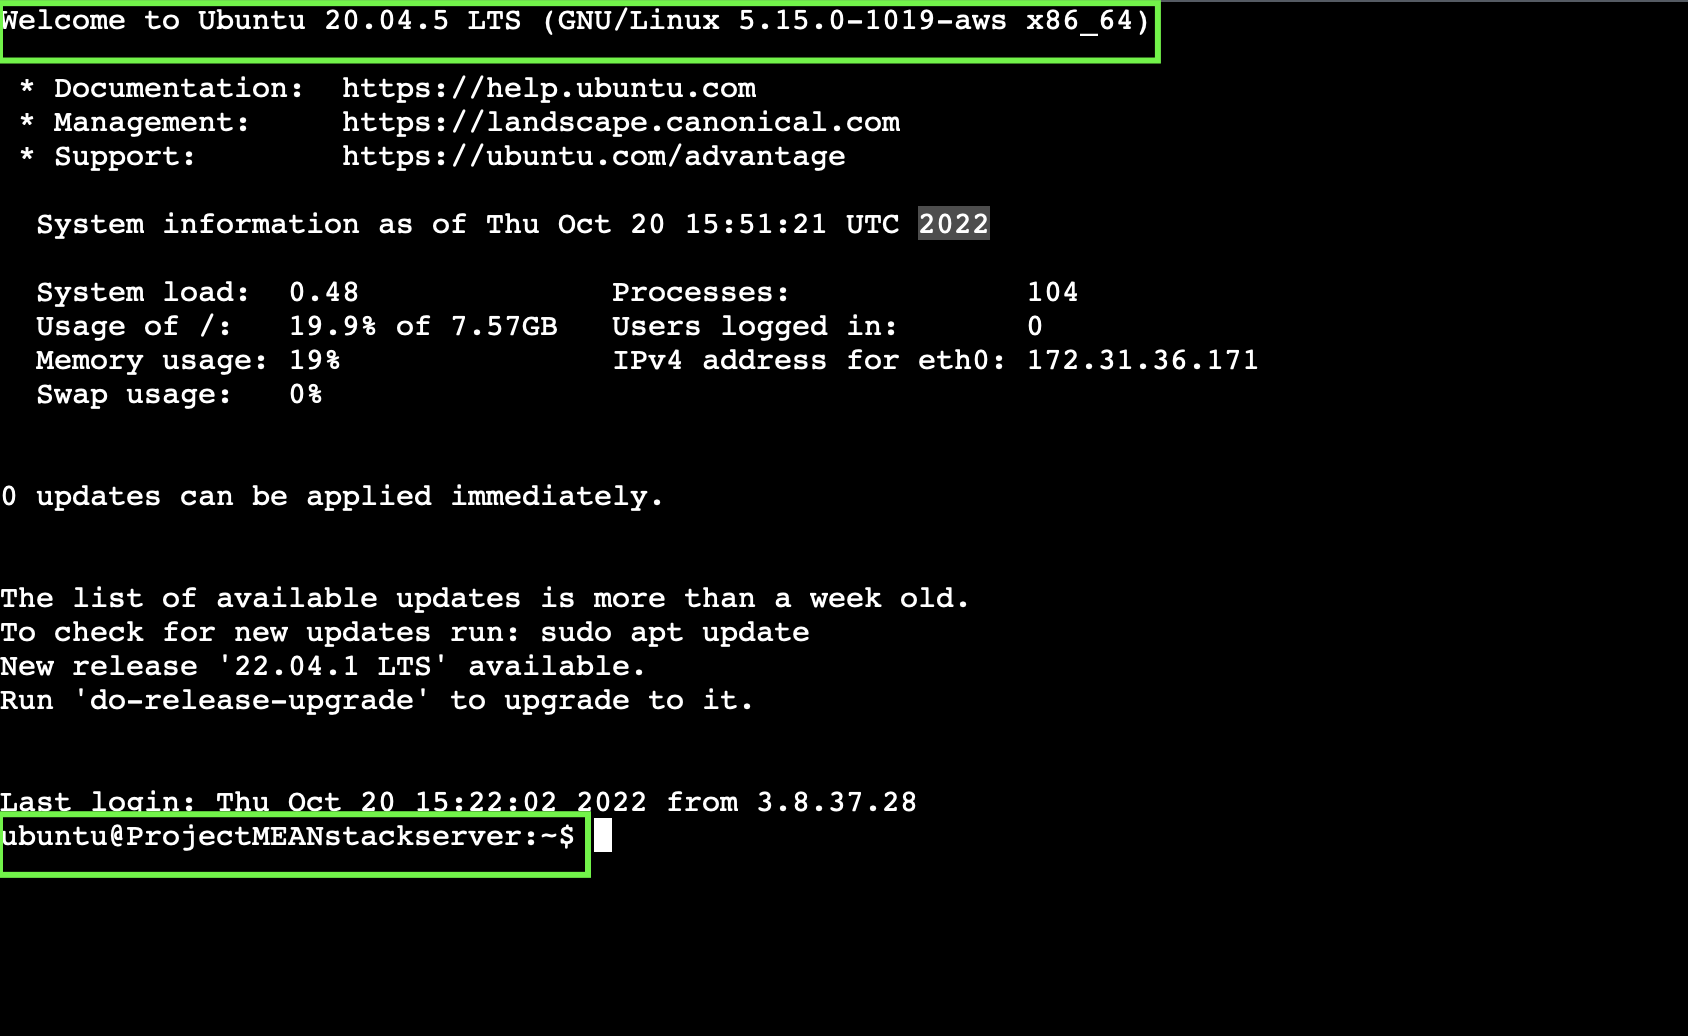 Welcome to Ubuntu 20.04.5 LTS (GNU/Linux 5.15.0-1019-aws x86_64)
* Documentation:  https://help.ubuntu.com
* Management:     https://landscape.canonical.com
* Support:        https://ubuntu.com/advantage
System information as of Thu Oct 20 15:51:21 UTC 2022
System load:  0.48              Processes:             104
Usage of /:   19.9% of 7.57GB   Users logged in:       0
Memory usage: 19%               IPv4 address for eth0: 172.31.36.171
Swap usage:   0%
0 updates can be applied immediately.
The list of available updates is more than a week old.
To check for new updates run: sudo apt update
New release '22.04.1 LTS' available.
Run 'do-release-upgrade' to upgrade to it.
Last login: Thu Oct 20 15:22:02 2022 from 3.8.37.28
ubuntu@ProjectMEANstackserver:~$